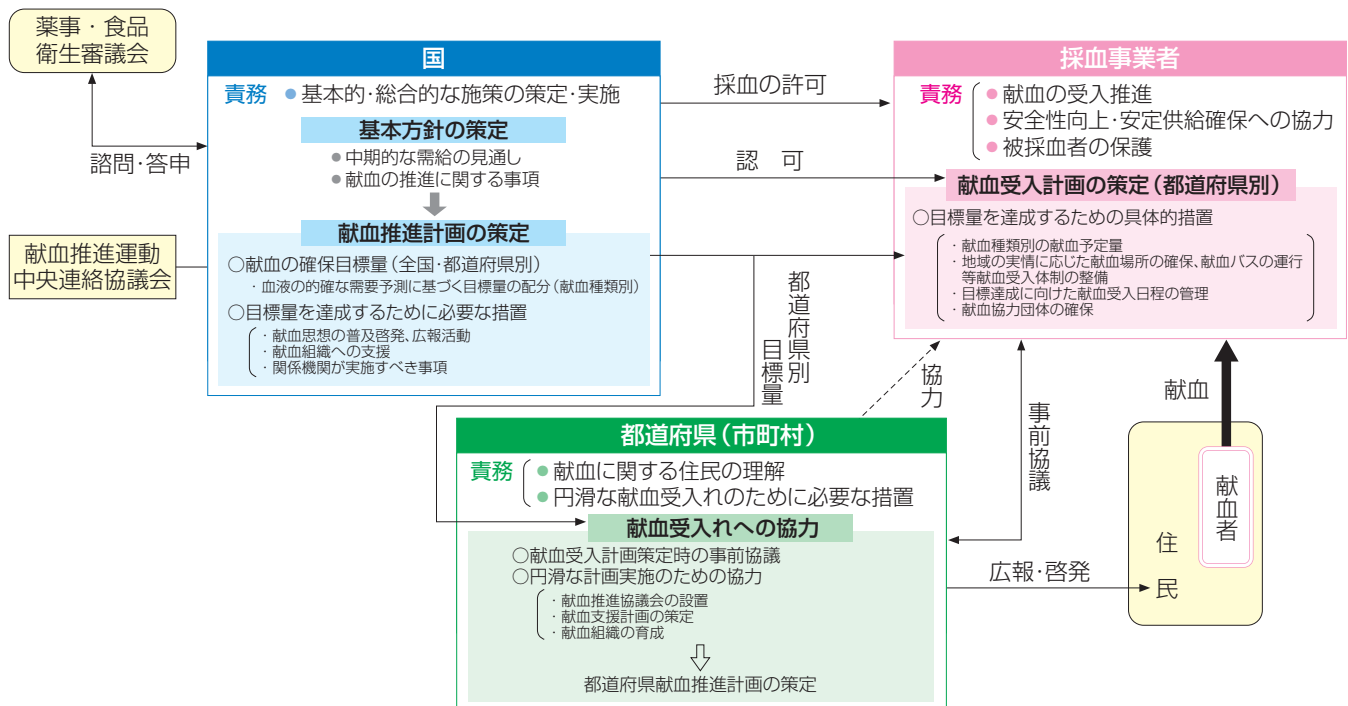 薬事・食品
衛生審議会
諮問・答申
献血推進運動
中央連絡協議会
国
責務 ●基本的・総合的な施策の策定・実施
基本方針の策定
●中期的な需給の見通し
●献血の推進に関する事項
献血推進計画の策定
○献血の確保目標量（全国・都道府県別）
・血液の的確な需要予測に基づく目標量の配分（献血種類別）
○目標量を達成するために必要な措置
・献血思想の普及啓発、広報活動
・献血組織への支援
・関係機関が実施すべき事項
採血の許可
認 可
都道府県別
目標量
採血事業者
責務 ●献血の受入推進
●安全性向上・安定供給確保への協力
●被採血者の保護
献血受入計画の策定（都道府県別）
○目標量を達成するための具体的措置
・献血種類別の献血予定量
・地域の実情に応じた献血場所の確保、献血バスの運行
等献血受入体制の整備
・目標達成に向けた献血受入日程の管理
・献血協力団体の確保
協力
事前協議
献血
都道府県（市町村）
責務 ●献血に関する住民の理解
●円滑な献血受入れのために必要な措置
献血受入れへの協力
○献血受入計画策定時の事前協議
○円滑な計画実施のための協力
・献血推進協議会の設置
・献血支援計画の策定
・献血組織の育成
都道府県献血推進計画の策定
広報・啓発
住民
献血者